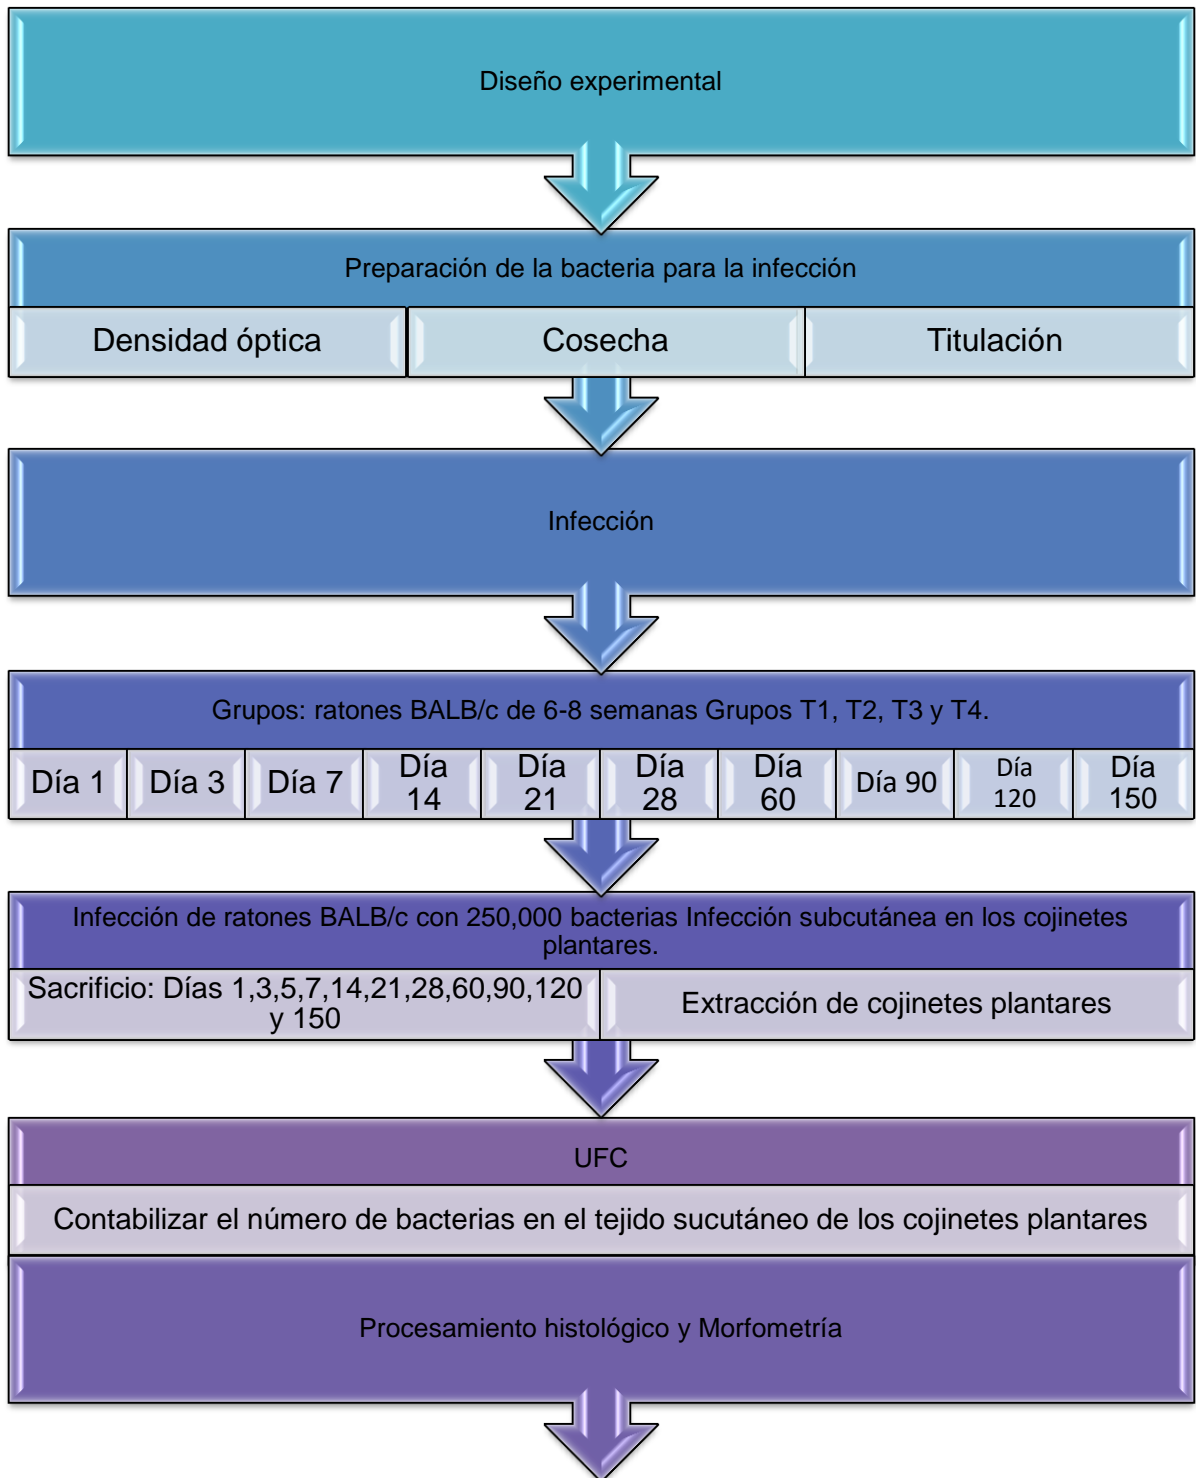 Diseño experimental
Preparación de la bacteria para la infección
Densidad óptica
Cosecha
Titulación
Infección
Grupos: ratones BALB/c de 6-8 semanas Grupos T1, T2, T3 y T4.
Día 1
Día 3
Día 7
Día
14
Día
21
Día
28
Día
60
Día 90
Día
120
Día
150
Infección de ratones BALB/c con 250,000 bacterias Infección subcutánea en los cojinetes
plantares.
Sacrificio: Días 1,3,5,7,14,21,28,60,90,120
y 150
Extracción de cojinetes plantares
UFC
Contabilizar el número de bacterias en el tejido sucutáneo de los cojinetes plantares
Procesamiento histológico y Morfometría